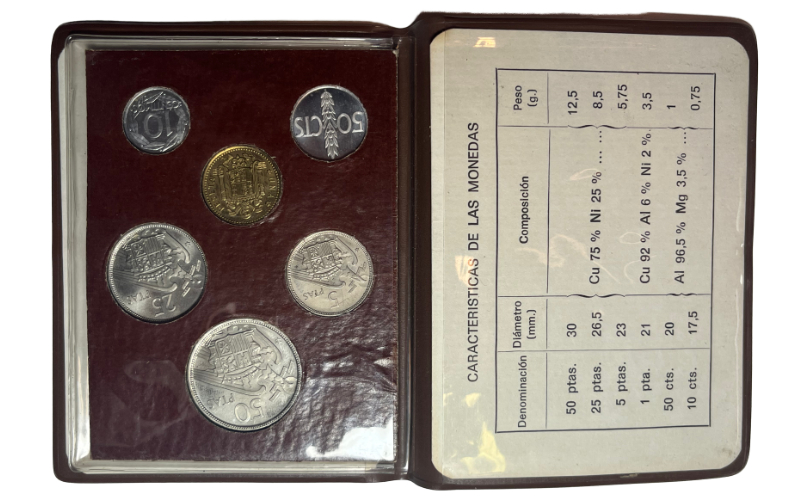 10
50 CTS
25
PTAS
5
PTAS
50
PTAS
CARACTERISTICAS DE LAS MONEDAS
Denominación Diámetro (mm.) Composición Peso (g.)
50 ptas. 30 12,5
25 ptas. 26,5 Cu 75 % Ni 25 % ... ... 8,5
5 ptas. 23 5,75
1 pta. 21 Cu 92 % Al 6 % Ni 2 %. 3,5
50 cts. 20 1
10 cts. 17,5 Al 96,5 % Mg 3,5 % ... 0,75